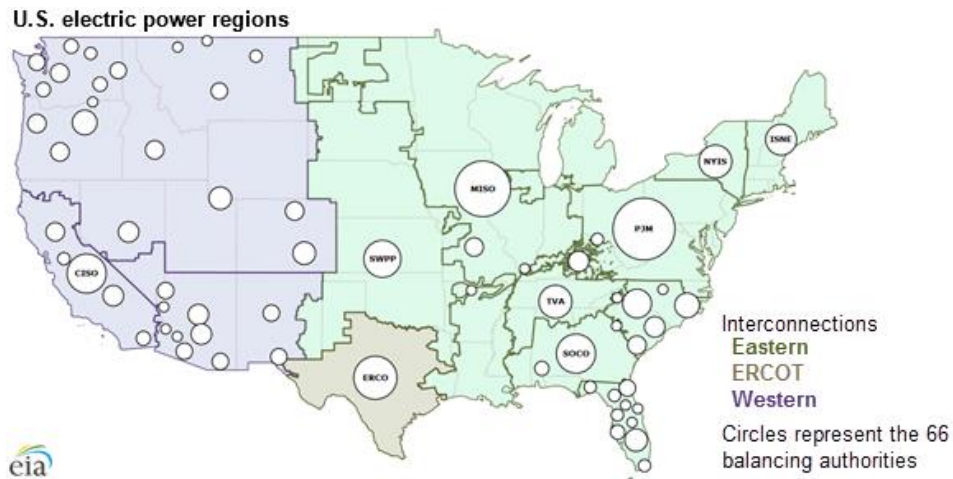 U.S. electric power regions
ISNE
NYIS
MISO
PJM
SWPP
CISO
TVA
SOCO
ERCO
Interconnections
Eastern
ERCOT
Western
Circles represent the 66
balancing authorities
eia